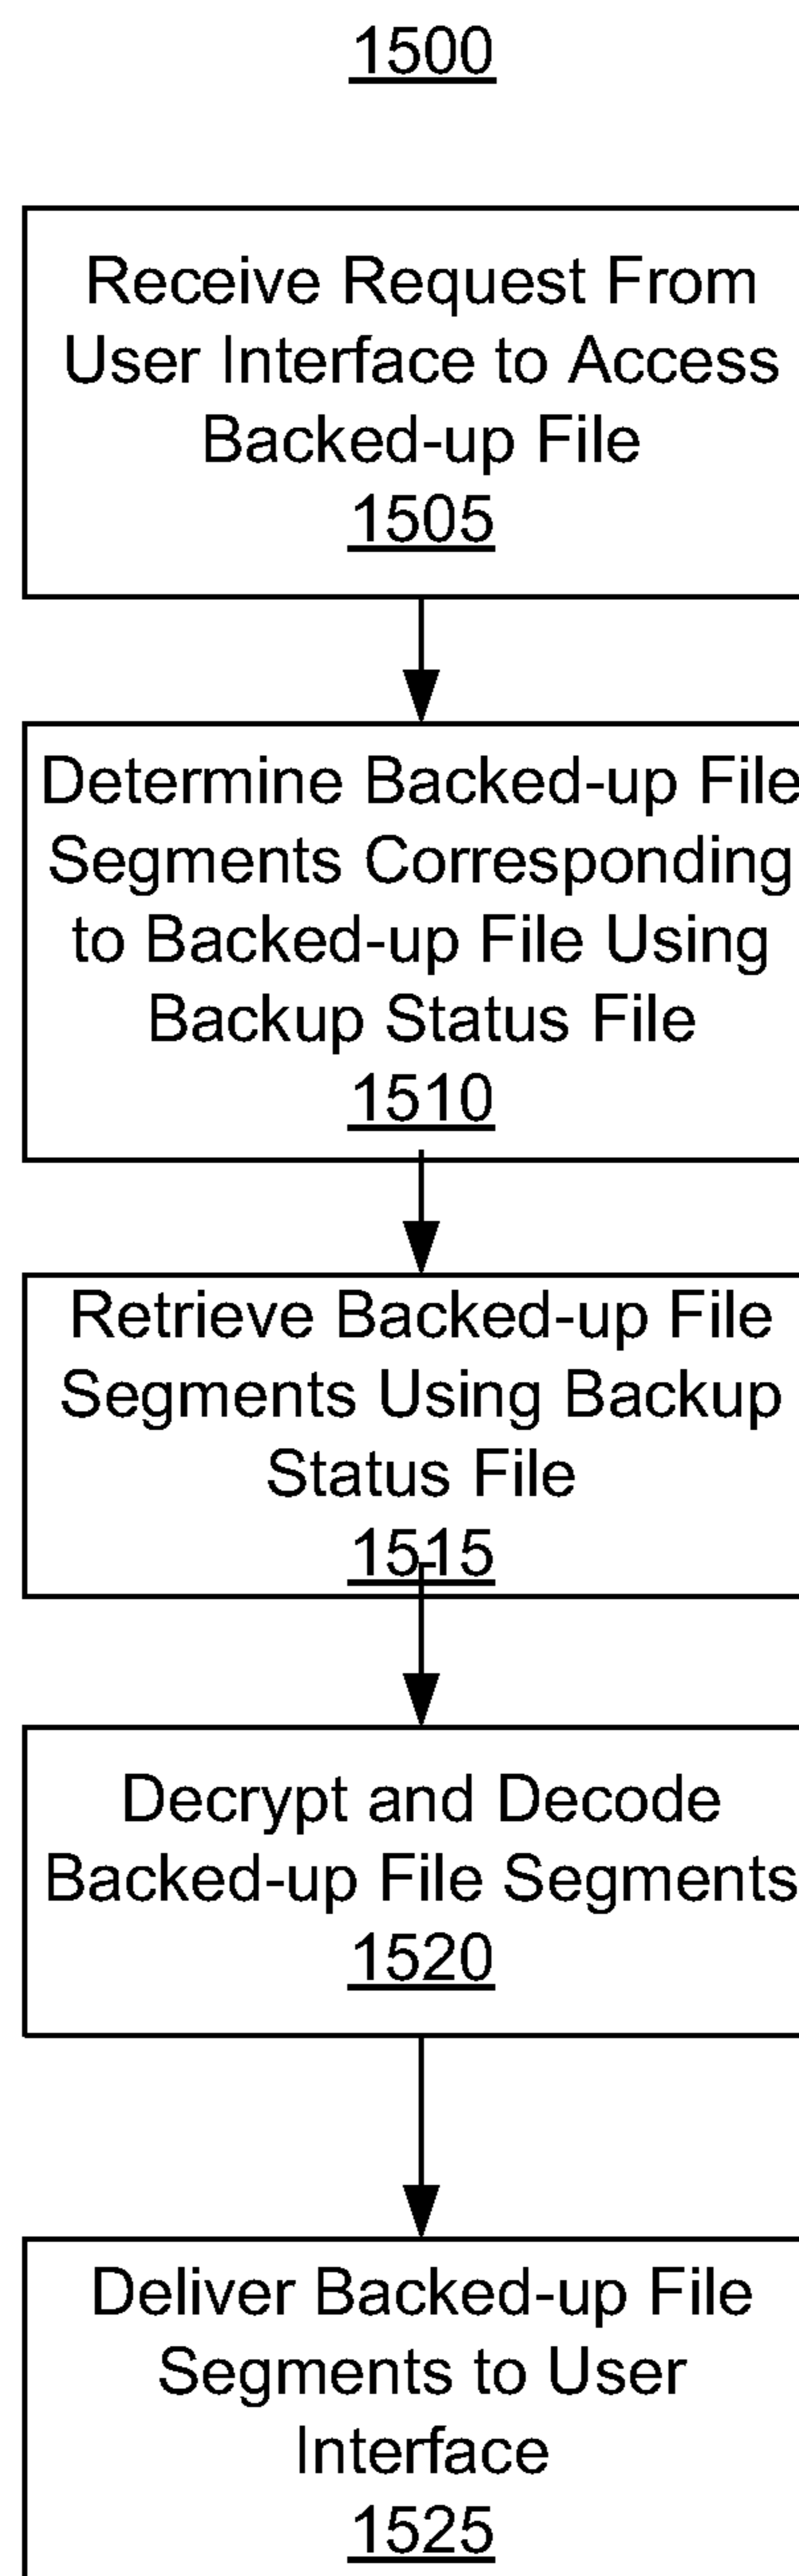 1500
Receive Request From
User Interface to Access
Backed-up File
1505
Determine Backed-up File
Segments Corresponding
to Backed-up File Using
Backup Status File
1510
Retrieve Backed-up File
Segments Using Backup
Status File
1515
Decrypt and Decode
Backed-up File Segments
1520
Deliver Backed-up File
Segments to User
Interface
1525